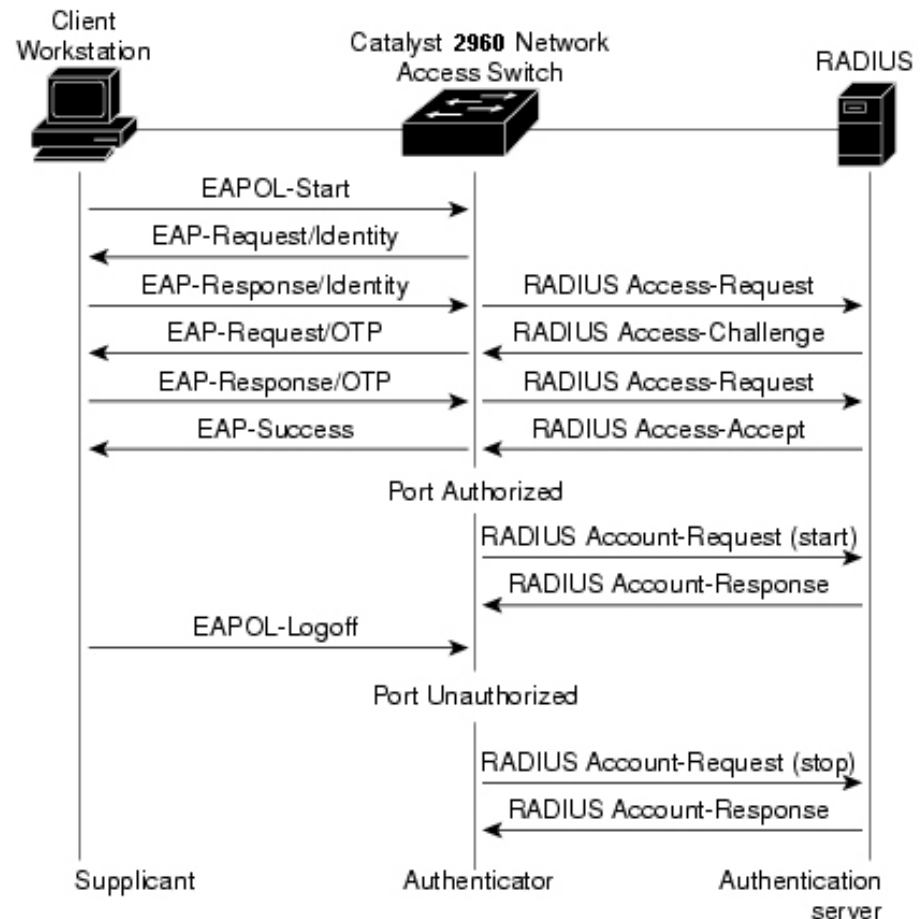 Client
Workstation
Catalyst 2960 Network
Access Switch
RADIUS
EAPOL-Start
EAP-Request/Identity
EAP-Response/Identity
RADIUS Access-Request
EAP-Request/OTP
RADIUS Access-Challenge
EAP-Response/OTP
RADIUS Access-Request
EAP-Success
RADIUS Access-Accept
Port Authorized
RADIUS Account-Request (start)
RADIUS Account-Response
EAPOL-Logoff
Port Unauthorized
RADIUS Account-Request (stop)
RADIUS Account-Response
Supplicant
Authenticator
Authentication
server